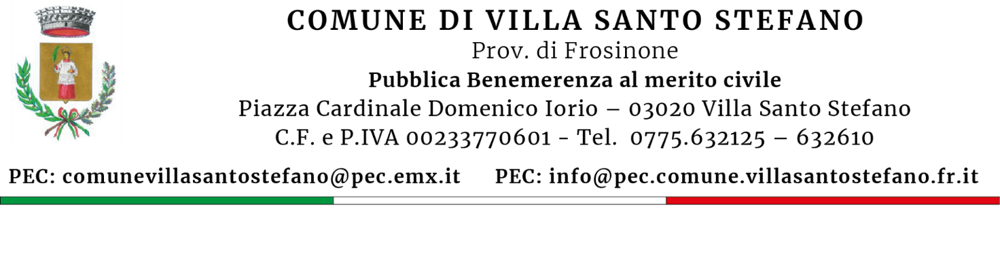 COMUNE DI VILLA SANTO STEFANO
Prov. di Frosinone
Pubblica Benemerenza al merito civile
Piazza Cardinale Domenico Iorio – 03020 Villa Santo Stefano
C.F. e P.IVA 00233770601 - Tel. 0775.632125 – 632610
PEC: comunevillasantostefano@pec.emx.it PEC: info@pec.comune.villasantostefano.fr.it